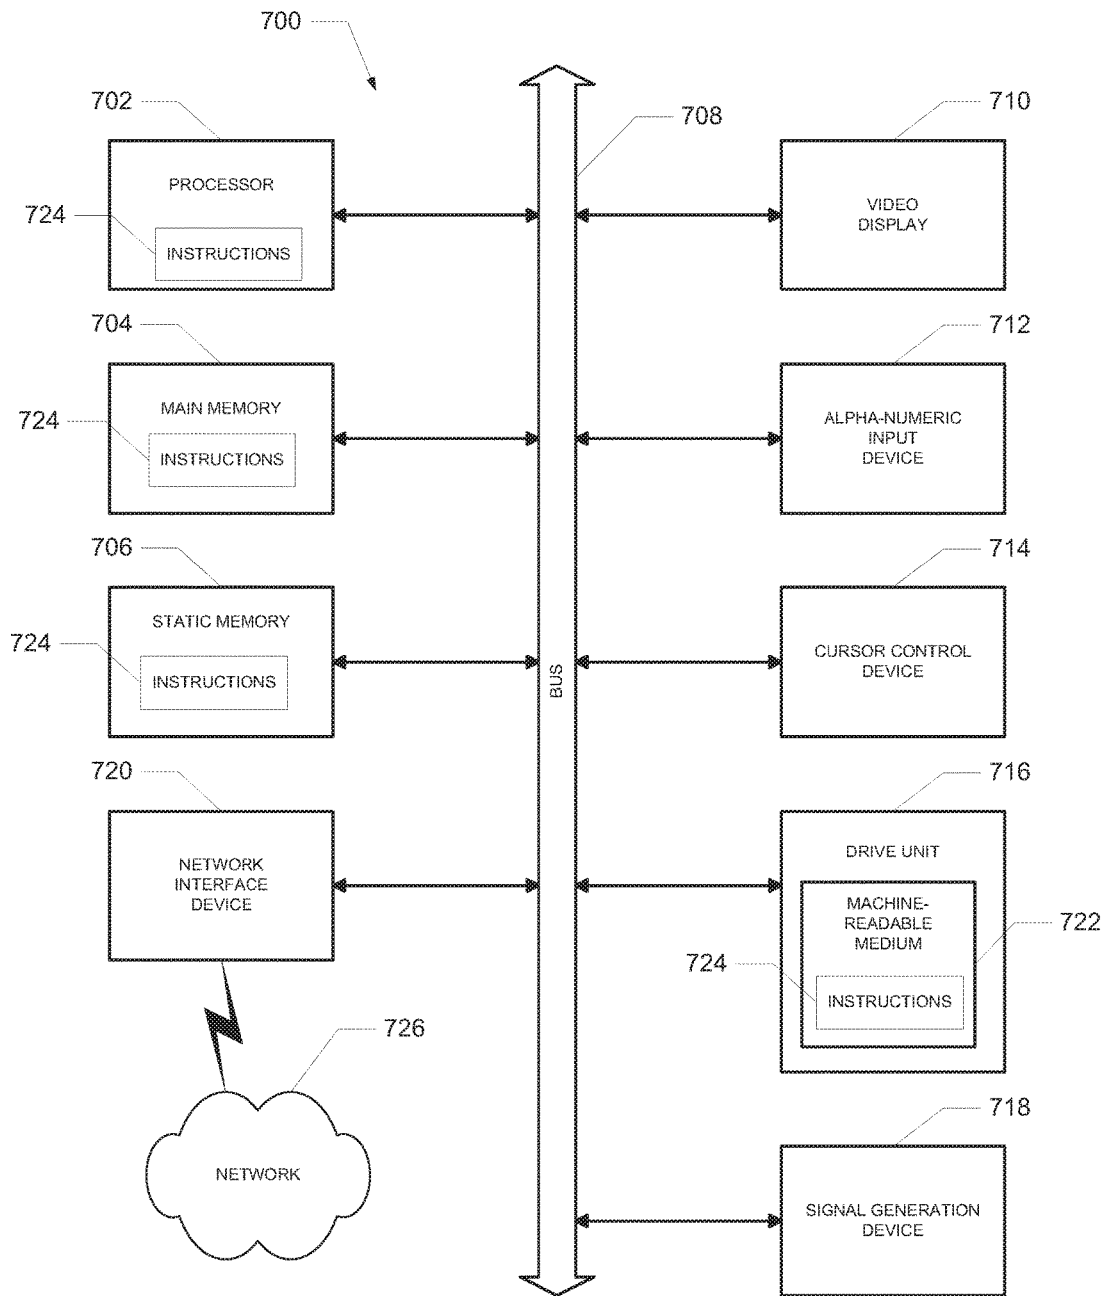 700
702
PROCESSOR
724
INSTRUCTIONS
704
MAIN MEMORY
724
INSTRUCTIONS
706
STATIC MEMORY
724
INSTRUCTIONS
720
NETWORK
INTERFACE
DEVICE
726
NETWORK
708
BUS
710
VIDEO
DISPLAY
712
ALPHA-NUMERIC
INPUT
DEVICE
714
CURSOR CONTROL
DEVICE
716
DRIVE UNIT
MACHINE-
READABLE
MEDIUM
722
724
INSTRUCTIONS
718
SIGNAL GENERATION
DEVICE